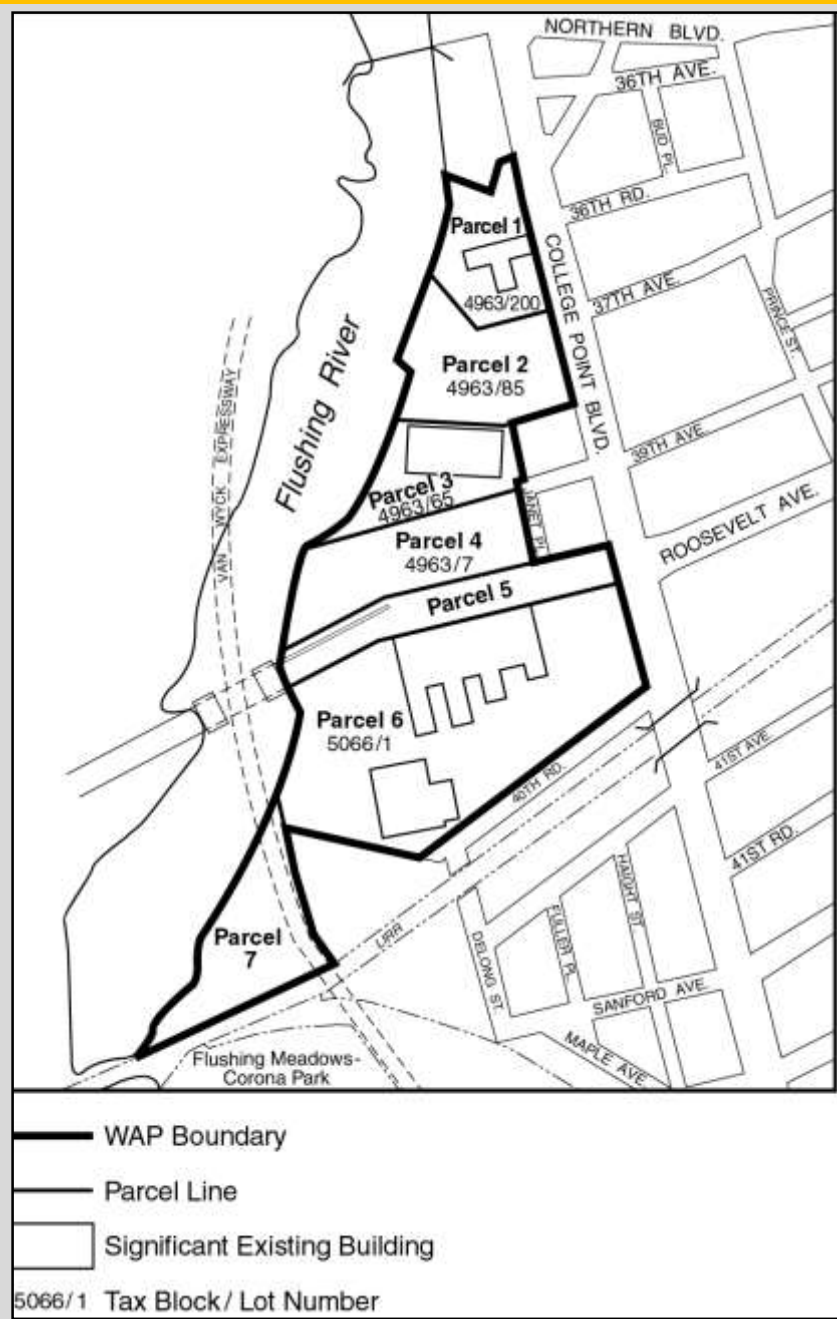 NORTHERN BLVD.
36TH AVE.
BUD PL.
36TH RD.
Parcel 1
4963/200
COLLEGE POINT BLVD.
37TH AVE.
PRINCE ST.
Flushing River
Parcel 2
4963/85
VAN WYCK EXPRESSWAY
39TH AVE.
Parcel 3
4963/65
JANET PL.
ROOSEVELT AVE.
Parcel 4
4963/7
Parcel 5
Parcel 6
5066/1
40TH RD.
41ST AVE.
41ST RD.
HAIGHT ST.
FULLER PL.
DELONG ST.
LIRR
SANFORD AVE.
MAPLE AVE.
Parcel
7
Flushing Meadows-
Corona Park
WAP Boundary
Parcel Line
Significant Existing Building
5066/1 Tax Block/ Lot Number